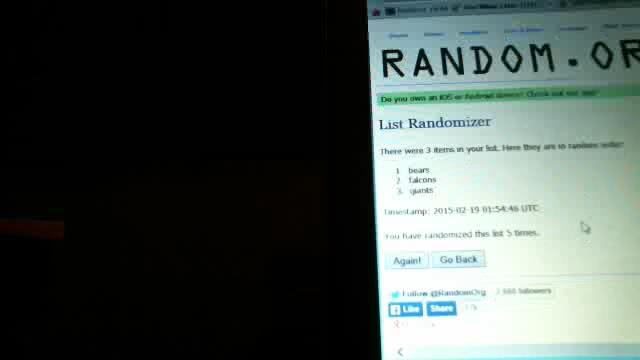 RANDOM.OR
Do you own an iOS or Android device? Check out our app!
List Randomizer
There were 3 items in your list. Here they are in random order:
1. bears
2. falcons
3. giants
Timestamp: 2015-02-19 01:54:46 UTC
You have randomized this list 5 times.
Again! Go Back
Follow @RandomOrg
followers
Like Share